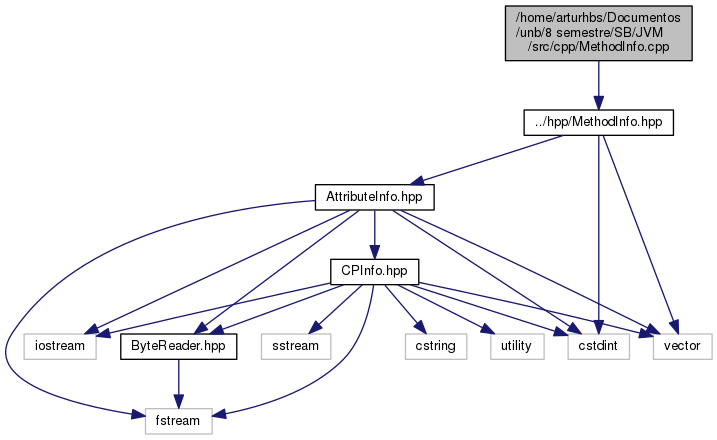 /home/arturhbs/Documentos
/unb/8 semestre/SB/JVM
/src/cpp/MethodInfo.cpp
../hpp/MethodInfo.hpp
AttributeInfo.hpp
CPInfo.hpp
iostream
ByteReader.hpp
sstream
cstring
utility
cstdint
vector
fstream